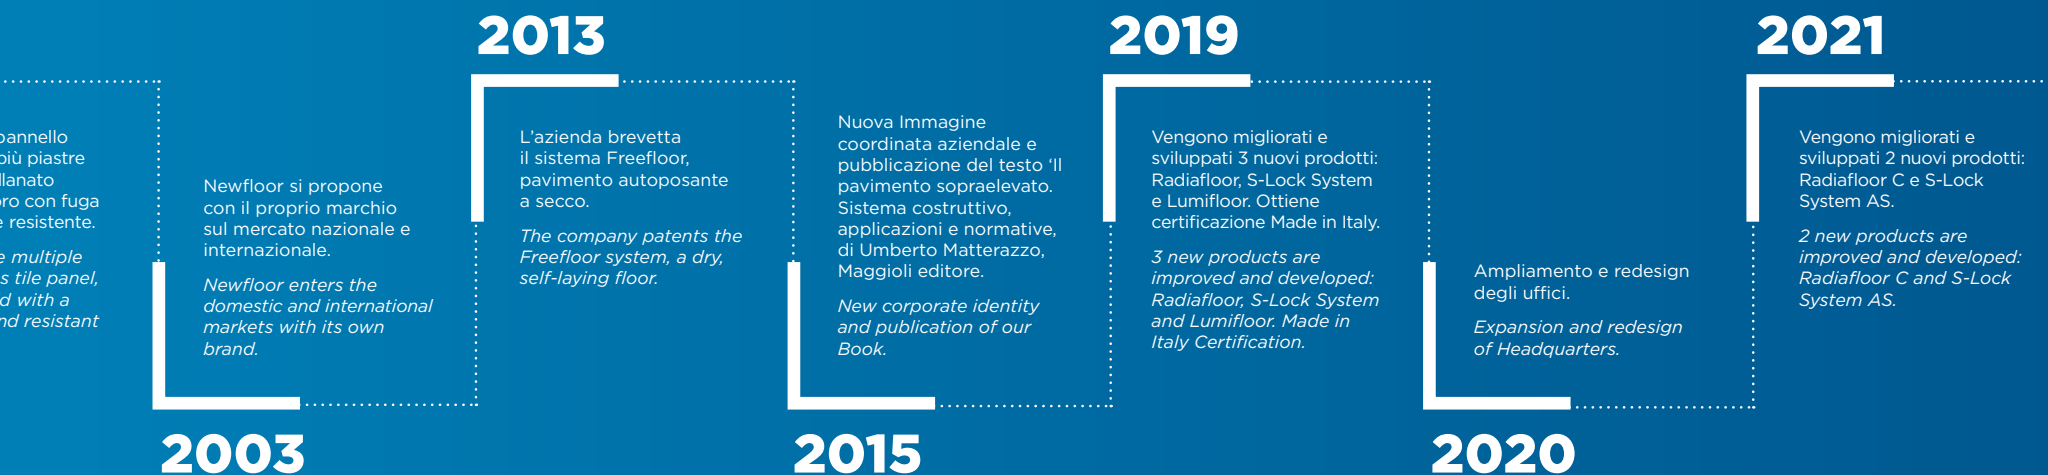 pannello
più piastre
llanato
oro con fuga
e resistente.
e multiple
s tile panel,
d with a
nd resistant
Newfloor si propone
con il proprio marchio
sul mercato nazionale e
internazionale.
Newfloor enters the
domestic and international
markets with its own
brand.
2003
2013
L’azienda brevetta
il sistema Freefloor,
pavimento autoposante
a secco.
The company patents the
Freefloor system, a dry,
self-laying floor.
Nuova Immagine
coordinata aziendale e
pubblicazione del testo ‘Il
pavimento sopraelevato.
Sistema costruttivo,
applicazioni e normative,
di Umberto Matterazzo,
Maggioli editore.
New corporate identity
and publication of our
Book.
2015
2019
Vengono migliorati e
sviluppati 3 nuovi prodotti:
Radiafloor, S-Lock System
e Lumifloor. Ottiene
certificazione Made in Italy.
3 new products are
improved and developed:
Radiafloor, S-Lock System
and Lumifloor. Made in
Italy Certification.
Ampliamento e redesign
degli uffici.
Expansion and redesign
of Headquarters.
2020
2021
Vengono migliorati e
sviluppati 2 nuovi prodotti:
Radiafloor C e S-Lock
System AS.
2 new products are
improved and developed:
Radiafloor C and S-Lock
System AS.